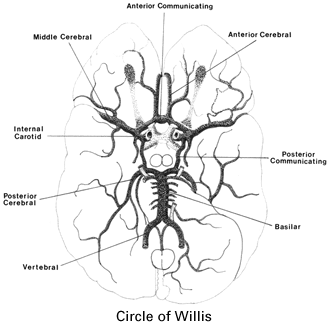 Anterior Communicating
Middle Cerebral
Anterior Cerebral
Internal
Carotid
Posterior
Communicating
Posterior
Cerebral
Basilar
Vertebral
Circle of Willis